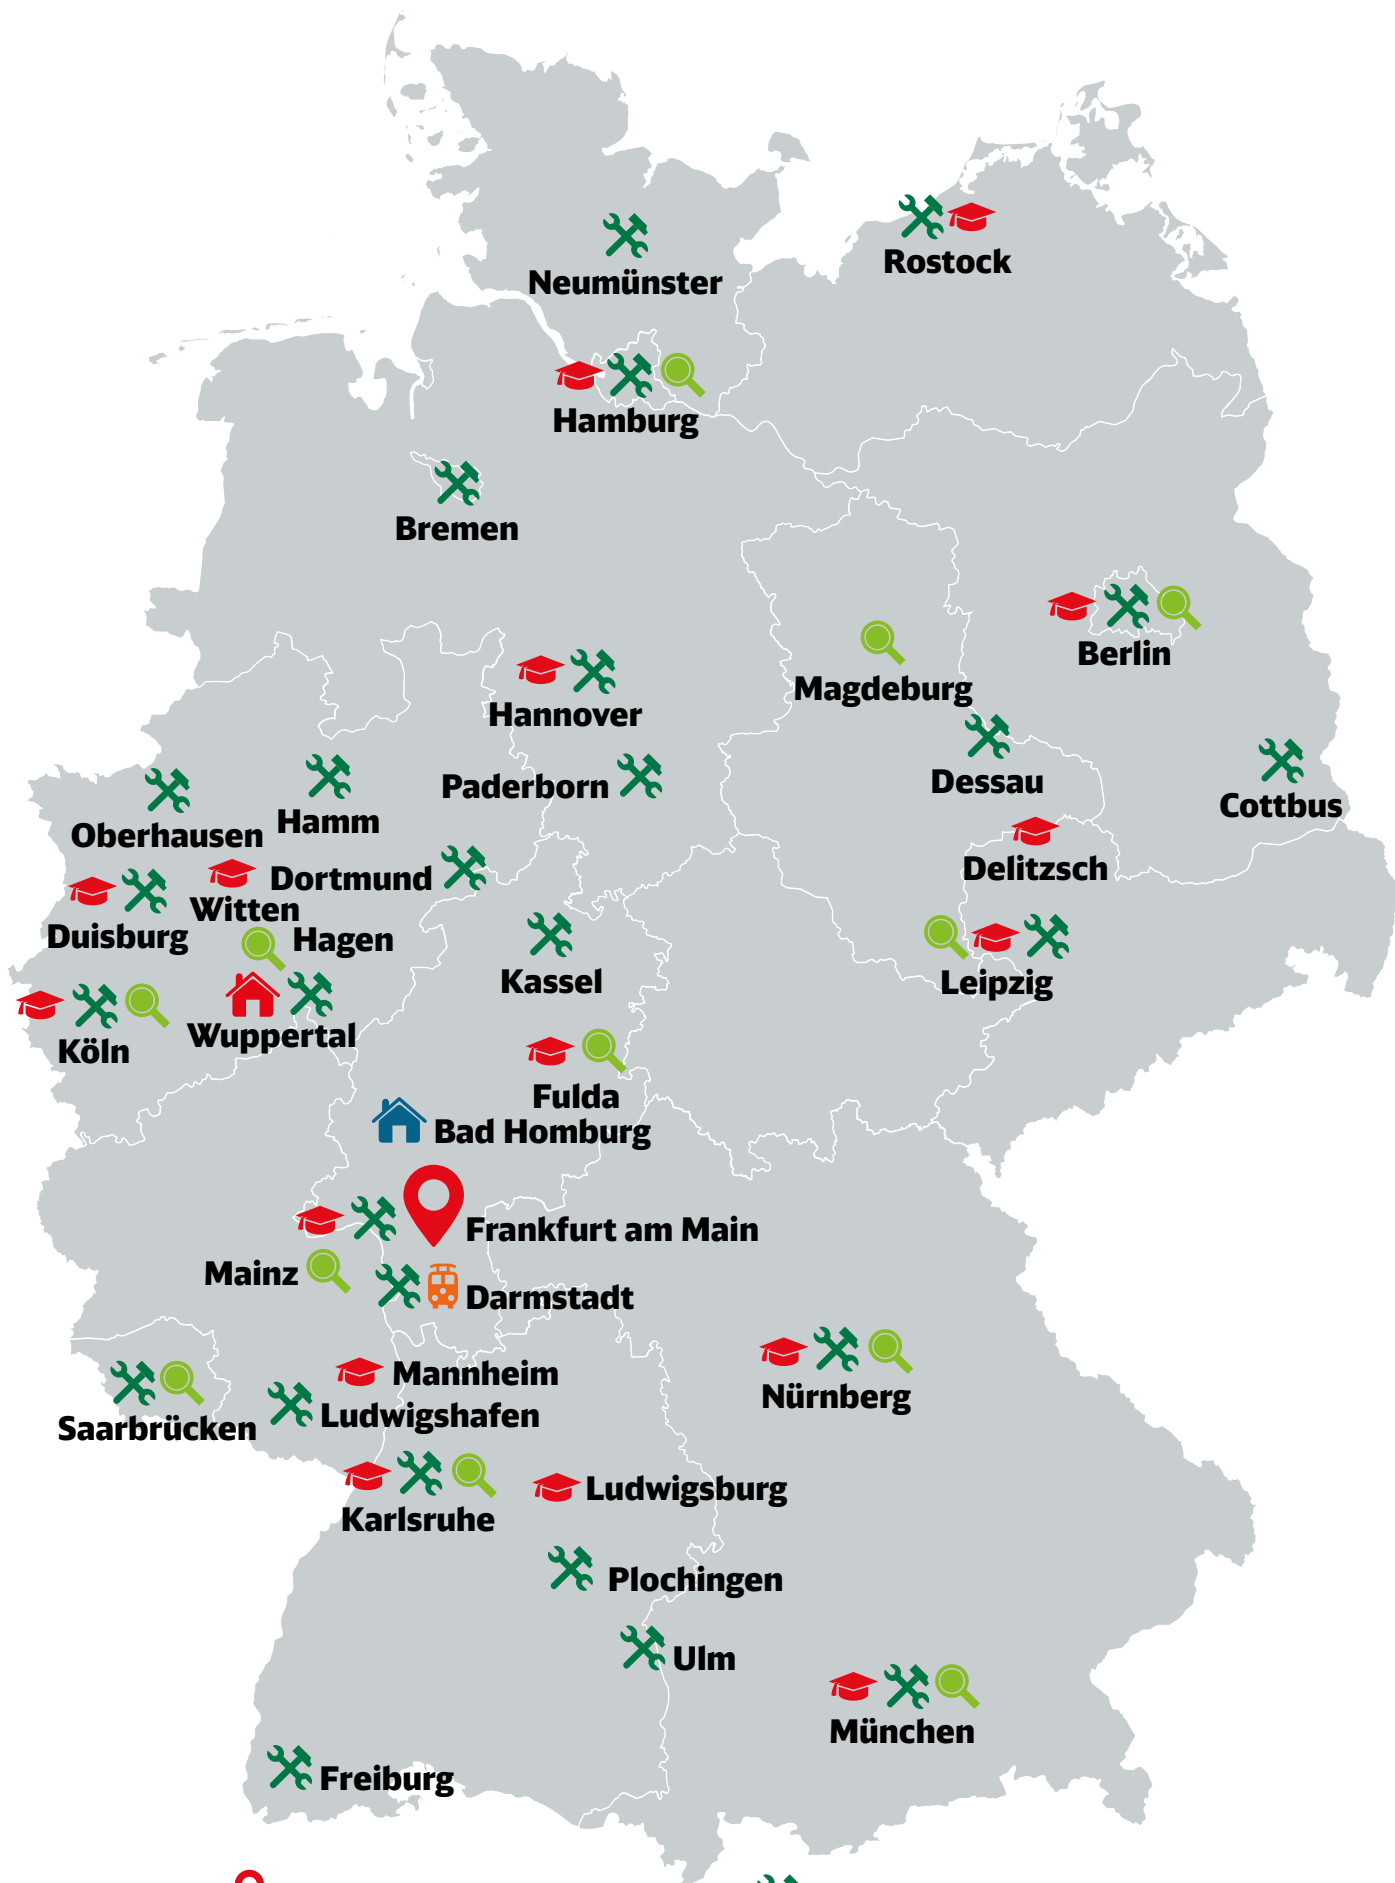 Rostock
Neumünster
Hamburg
Bremen
Berlin
Magdeburg
Hannover
Dessau
Paderborn
Cottbus
Hamm
Oberhausen
Delitzsch
Dortmund
Witten
Duisburg
Hagen
Kassel
Leipzig
Wuppertal
Köln
Fulda
Bad Homburg
Frankfurt am Main
Mainz
Darmstadt
Mannheim
Nürnberg
Ludwigshafen
Saarbrücken
Ludwigsburg
Karlsruhe
Plochingen
Ulm
München
Freiburg